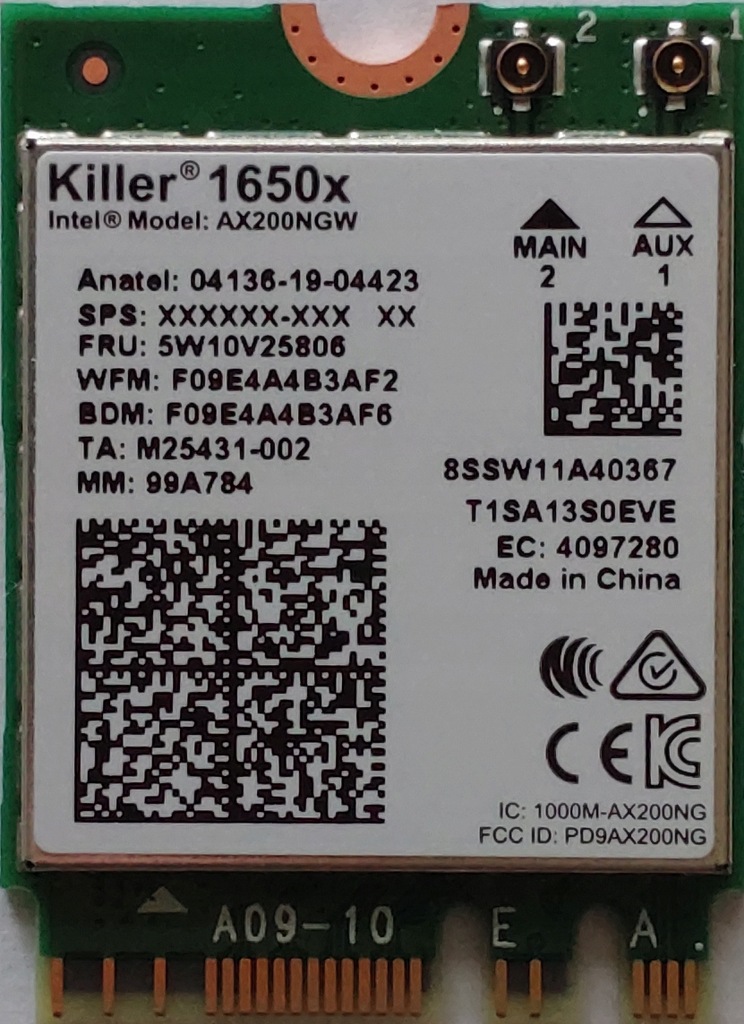 2 1
Killer® 1650x
Intel® Model: AX200NGW
MAIN AUX
2 1
Anatel: 04136-19-04423
SPS: XXXXXX-XXX XX
FRU: 5W10V25806
WFM: F09E4A4B3AF2
BDM: F09E4A4B3AF6
TA: M25431-002
MM: 99A784
8SSW11A40367
T1SA13S0EVE
EC: 4097280
Made in China
CE
IC: 1000M-AX200NG
FCC ID: PD9AX200NG
A09-10 E A .